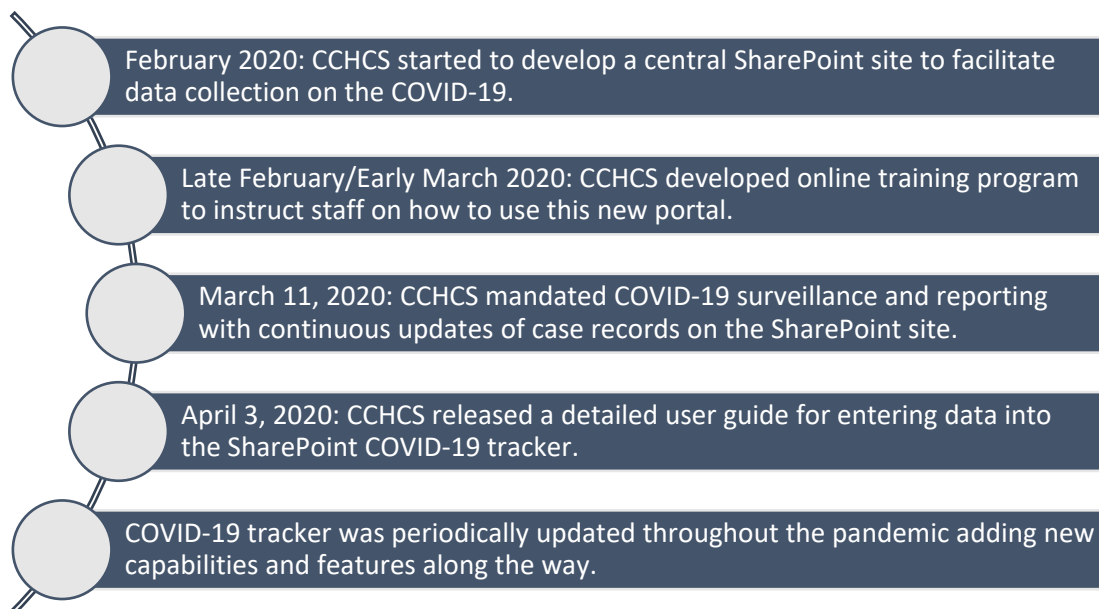 February 2020: CCHCS started to develop a central SharePoint site to facilitate
data collection on the COVID-19.
Late February/Early March 2020: CCHCS developed online training program
to instruct staff on how to use this new portal.
March 11, 2020: CCHCS mandated COVID-19 surveillance and reporting
with continuous updates of case records on the SharePoint site.
April 3, 2020: CCHCS released a detailed user guide for entering data into
the SharePoint COVID-19 tracker.
COVID-19 tracker was periodically updated throughout the pandemic adding new
capabilities and features along the way.